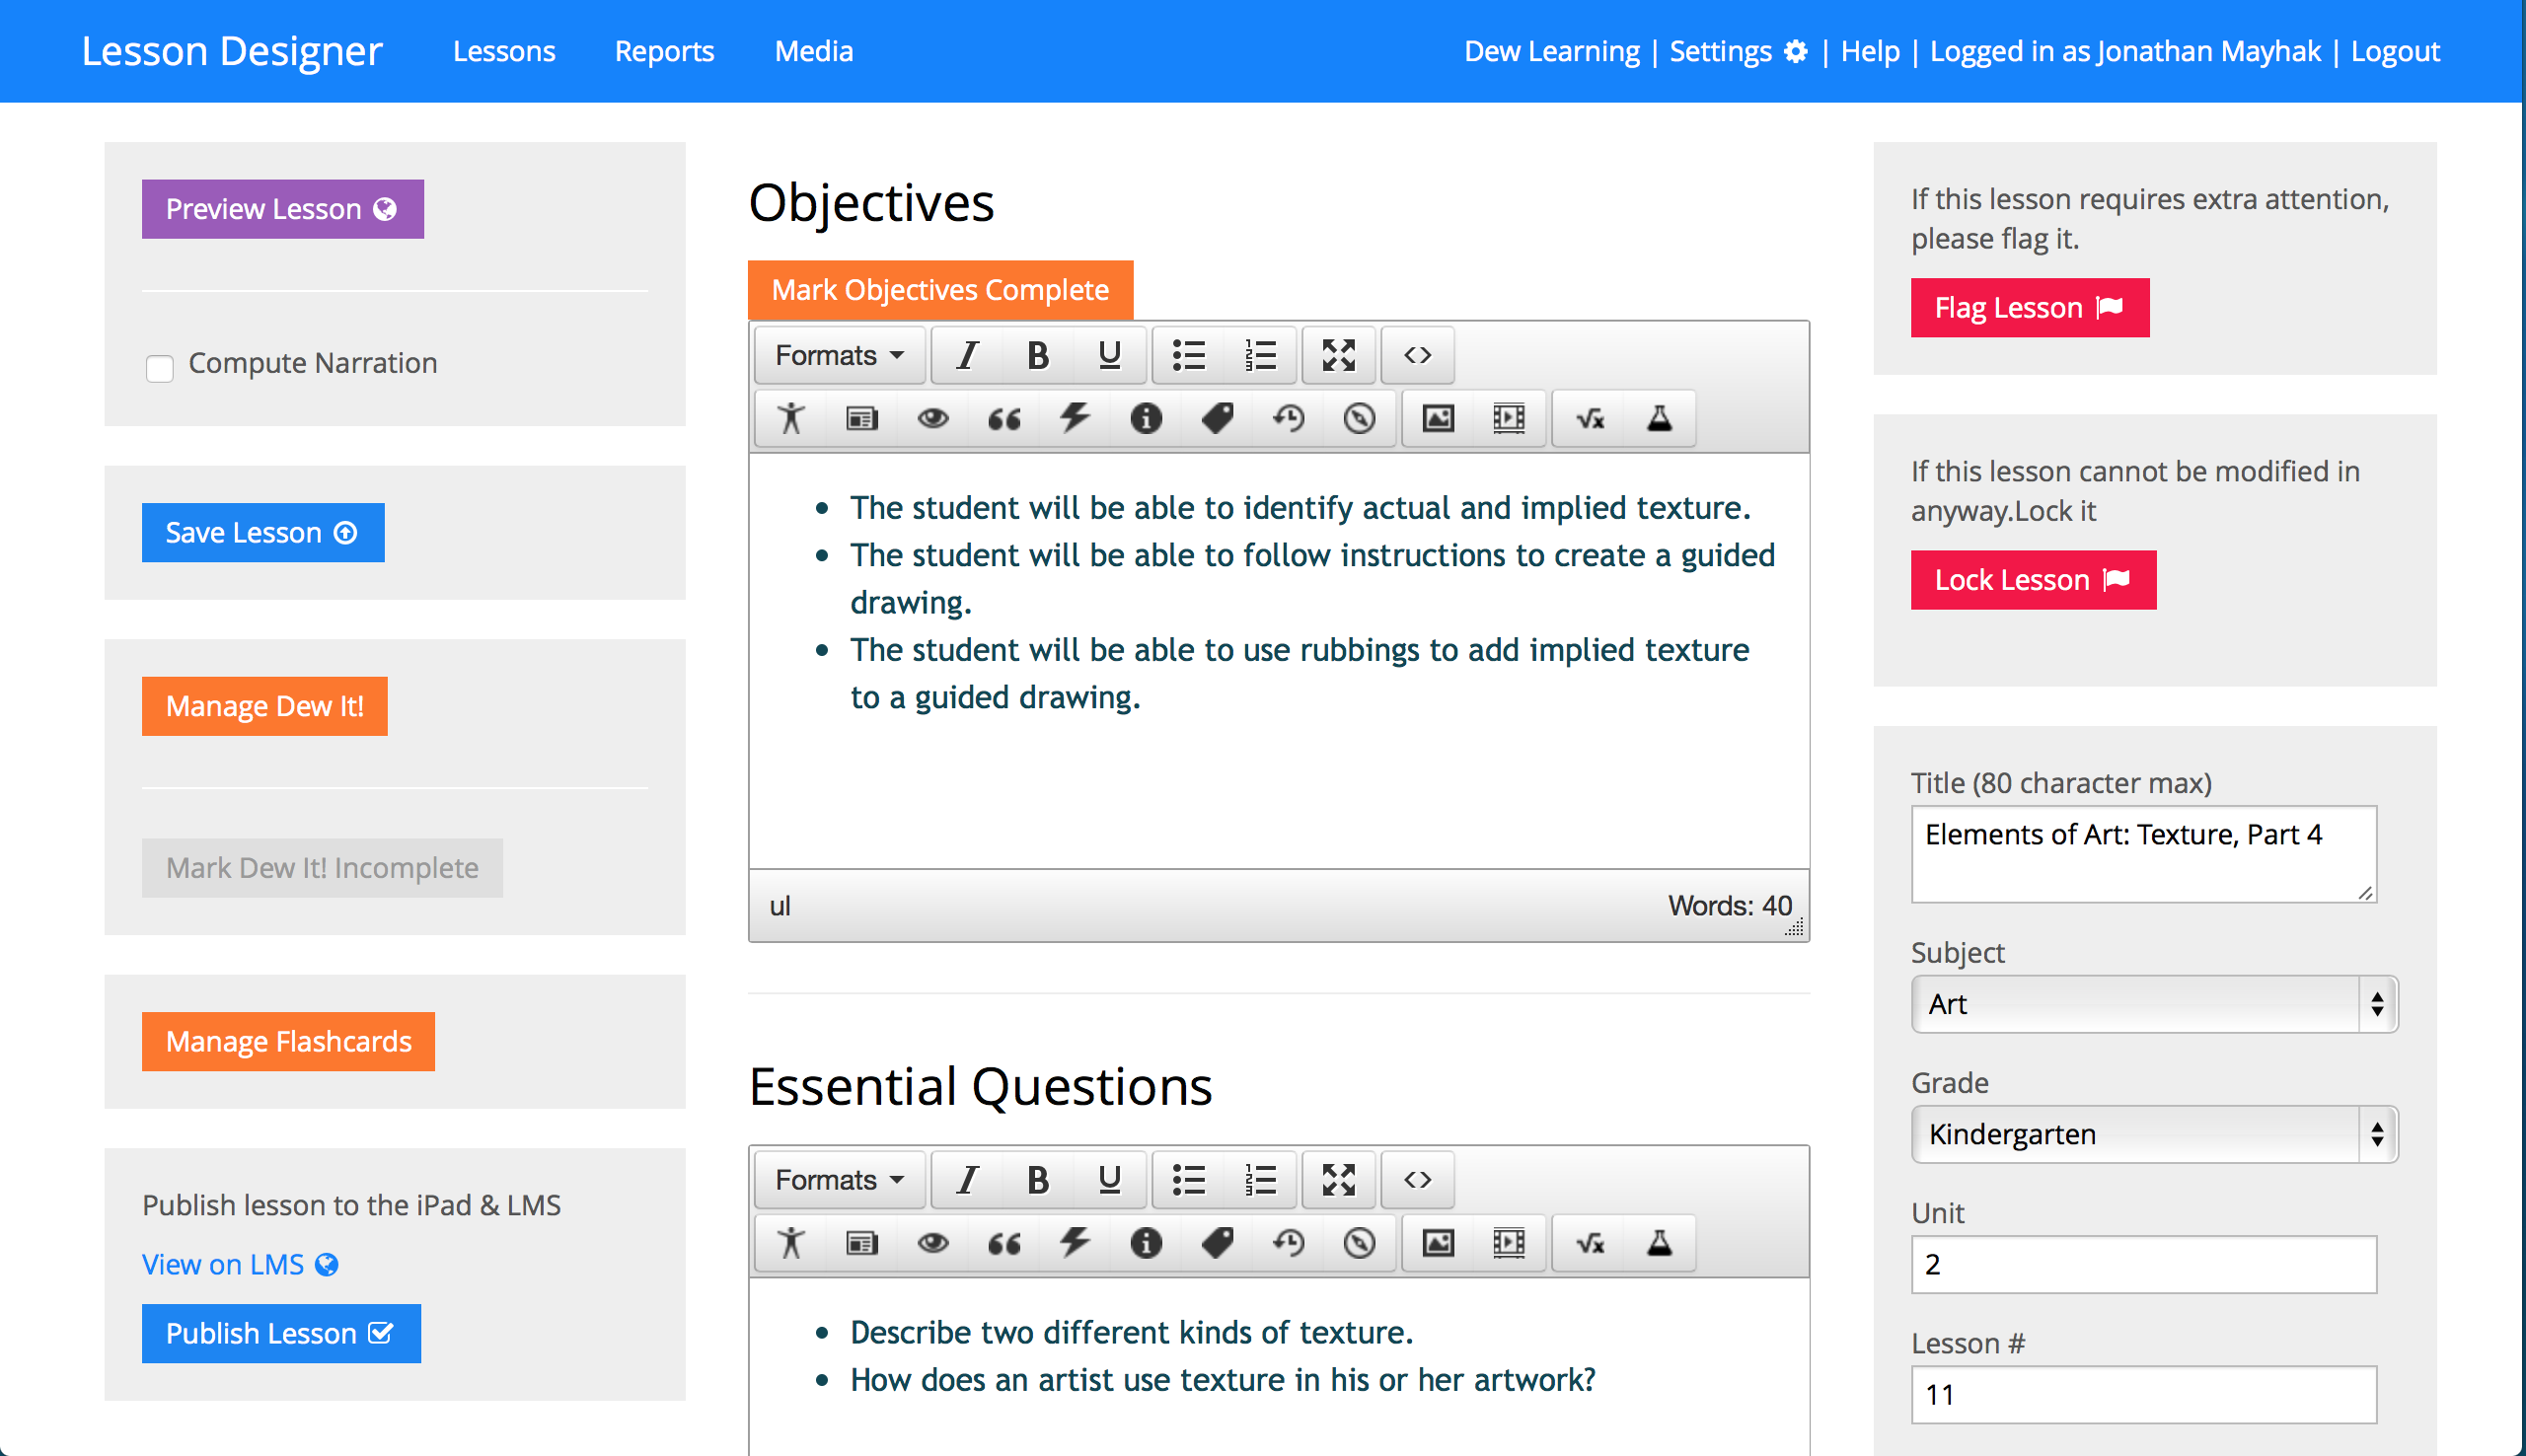 Lesson Designer Lessons Reports Media Dew Learning | Settings | Help | Logged in as Jonathan Mayhak | Logout
Preview Lesson
Compute Narration
Save Lesson
Manage Dew It!
Mark Dew It! Incomplete
Manage Flashcards
Publish lesson to the iPad & LMS
View on LMS
Publish Lesson
Objectives
Mark Objectives Complete
Formats I B U <>
√x
The student will be able to identify actual and implied texture.
The student will be able to follow instructions to create a guided
drawing.
The student will be able to use rubbings to add implied texture
to a guided drawing.
ul Words: 40
Essential Questions
Formats I B U <>
√x
Describe two different kinds of texture.
How does an artist use texture in his or her artwork?
If this lesson requires extra attention,
please flag it.
Flag Lesson
If this lesson cannot be modified in
anyway.Lock it
Lock Lesson
Title (80 character max)
Elements of Art: Texture, Part 4
Subject
Art
Grade
Kindergarten
Unit
2
Lesson #
11